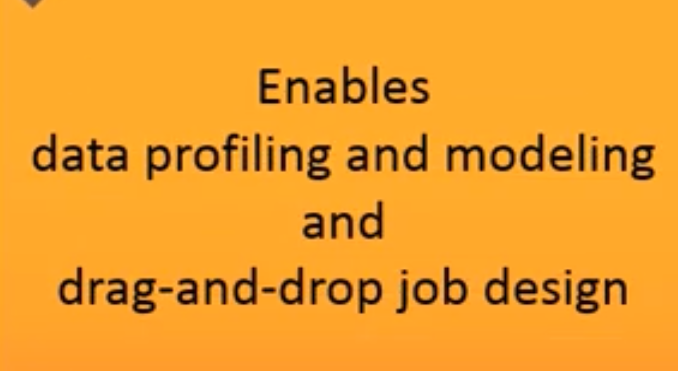 Enables
data profiling and modeling
and
drag-and-drop job design